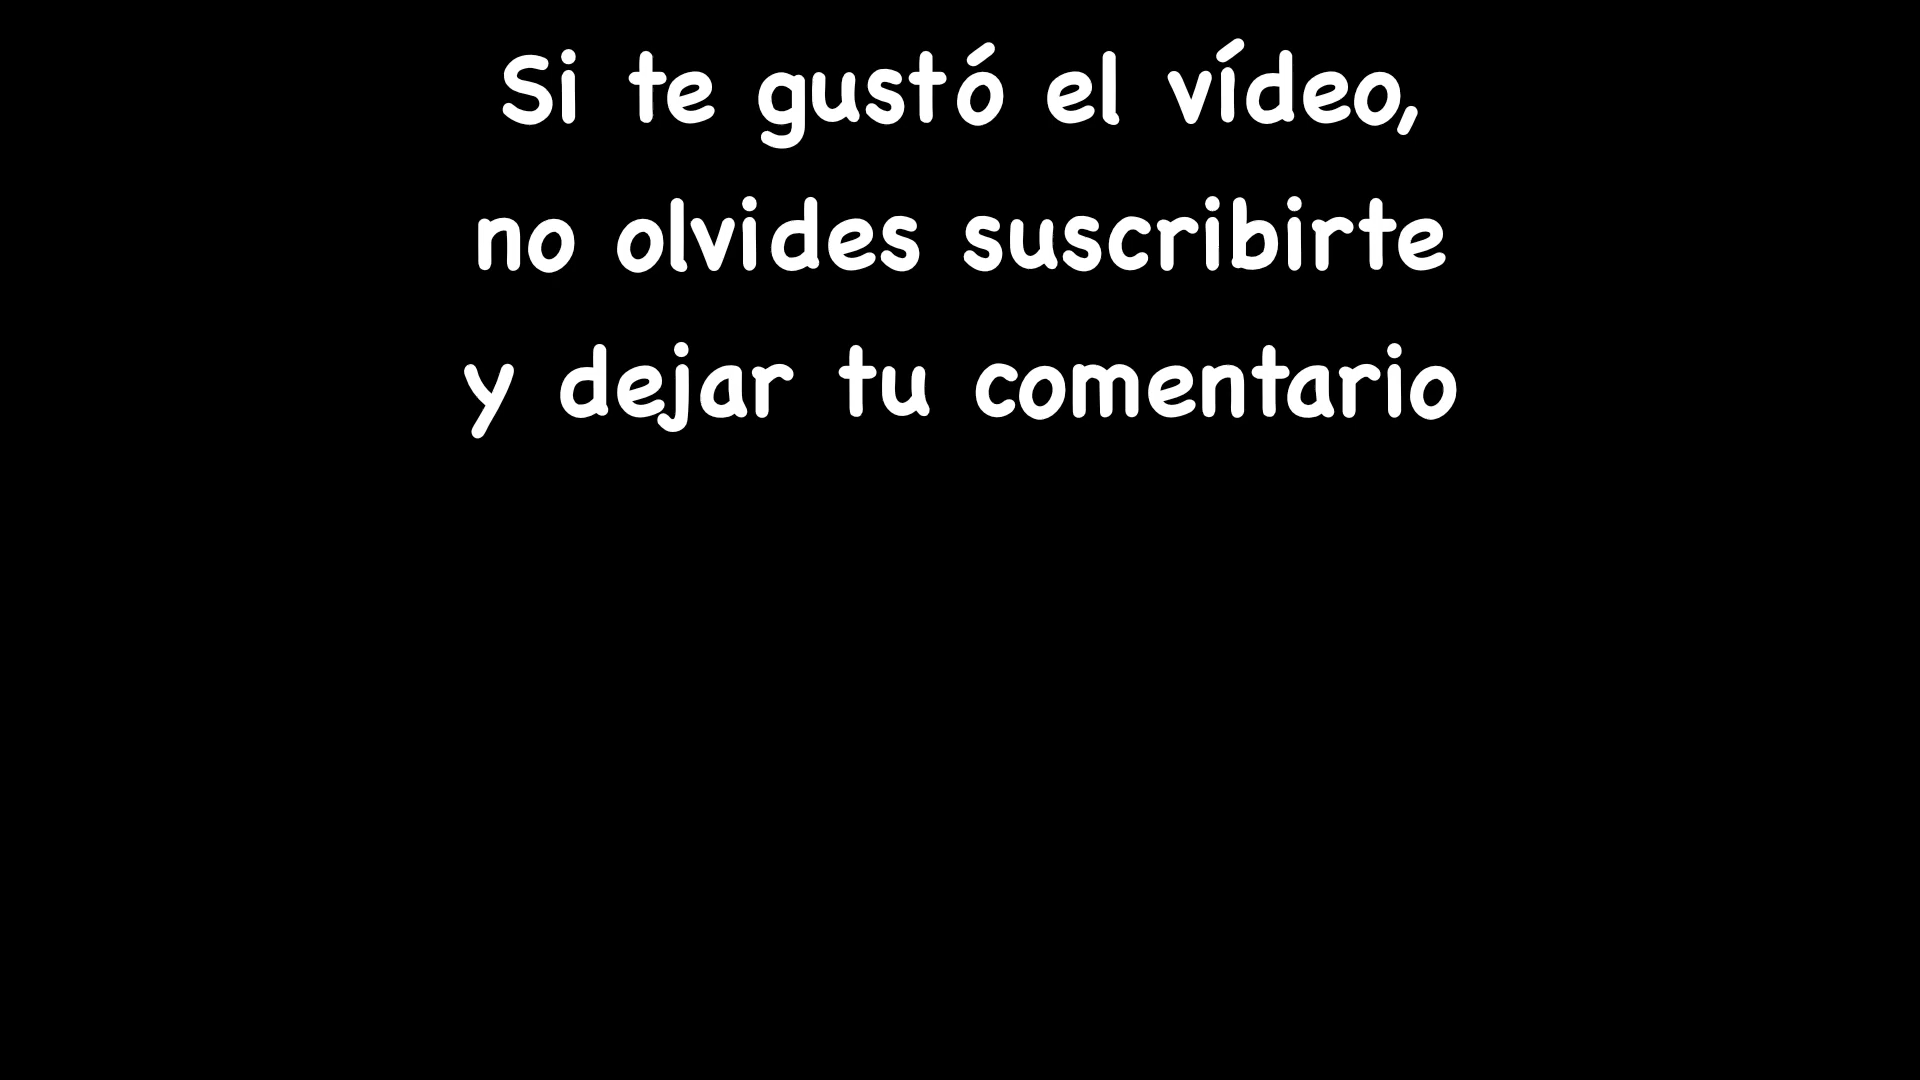 Si te gustó el vídeo,
no olvides suscribirte
y dejar tu comentario